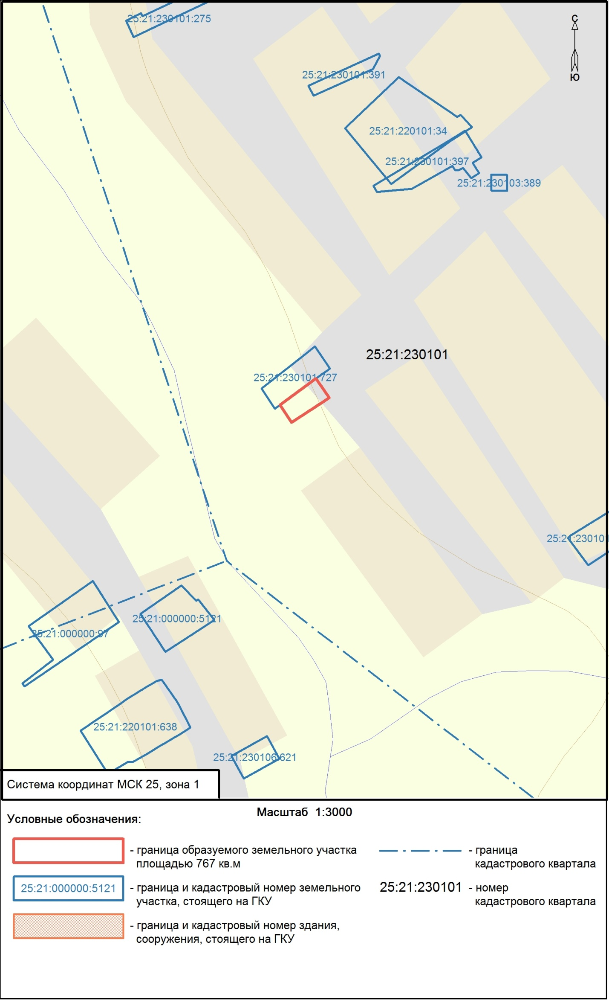 25:21:230101:275
С
Ю
25:21:230101:391
25:21:220101:34
25:21:230101:397
25:21:230103:389
25:21:230101
25:21:230101:727
25:21:230101
25:21:000000:5121
25:21:000000:97
25:21:220101:638
25:21:230106:621
Система координат МСК 25, зона 1
Масштаб 1:3000
Условные обозначения:
- граница образуемого земельного участка
площадью 767 кв.м
- граница
кадастрового квартала
25:21:000000:5121
- граница и кадастровый номер земельного
участка, стоящего на ГКУ
25:21:230101
- номер
кадастрового квартала
- граница и кадастровый номер здания,
сооружения, стоящего на ГКУ